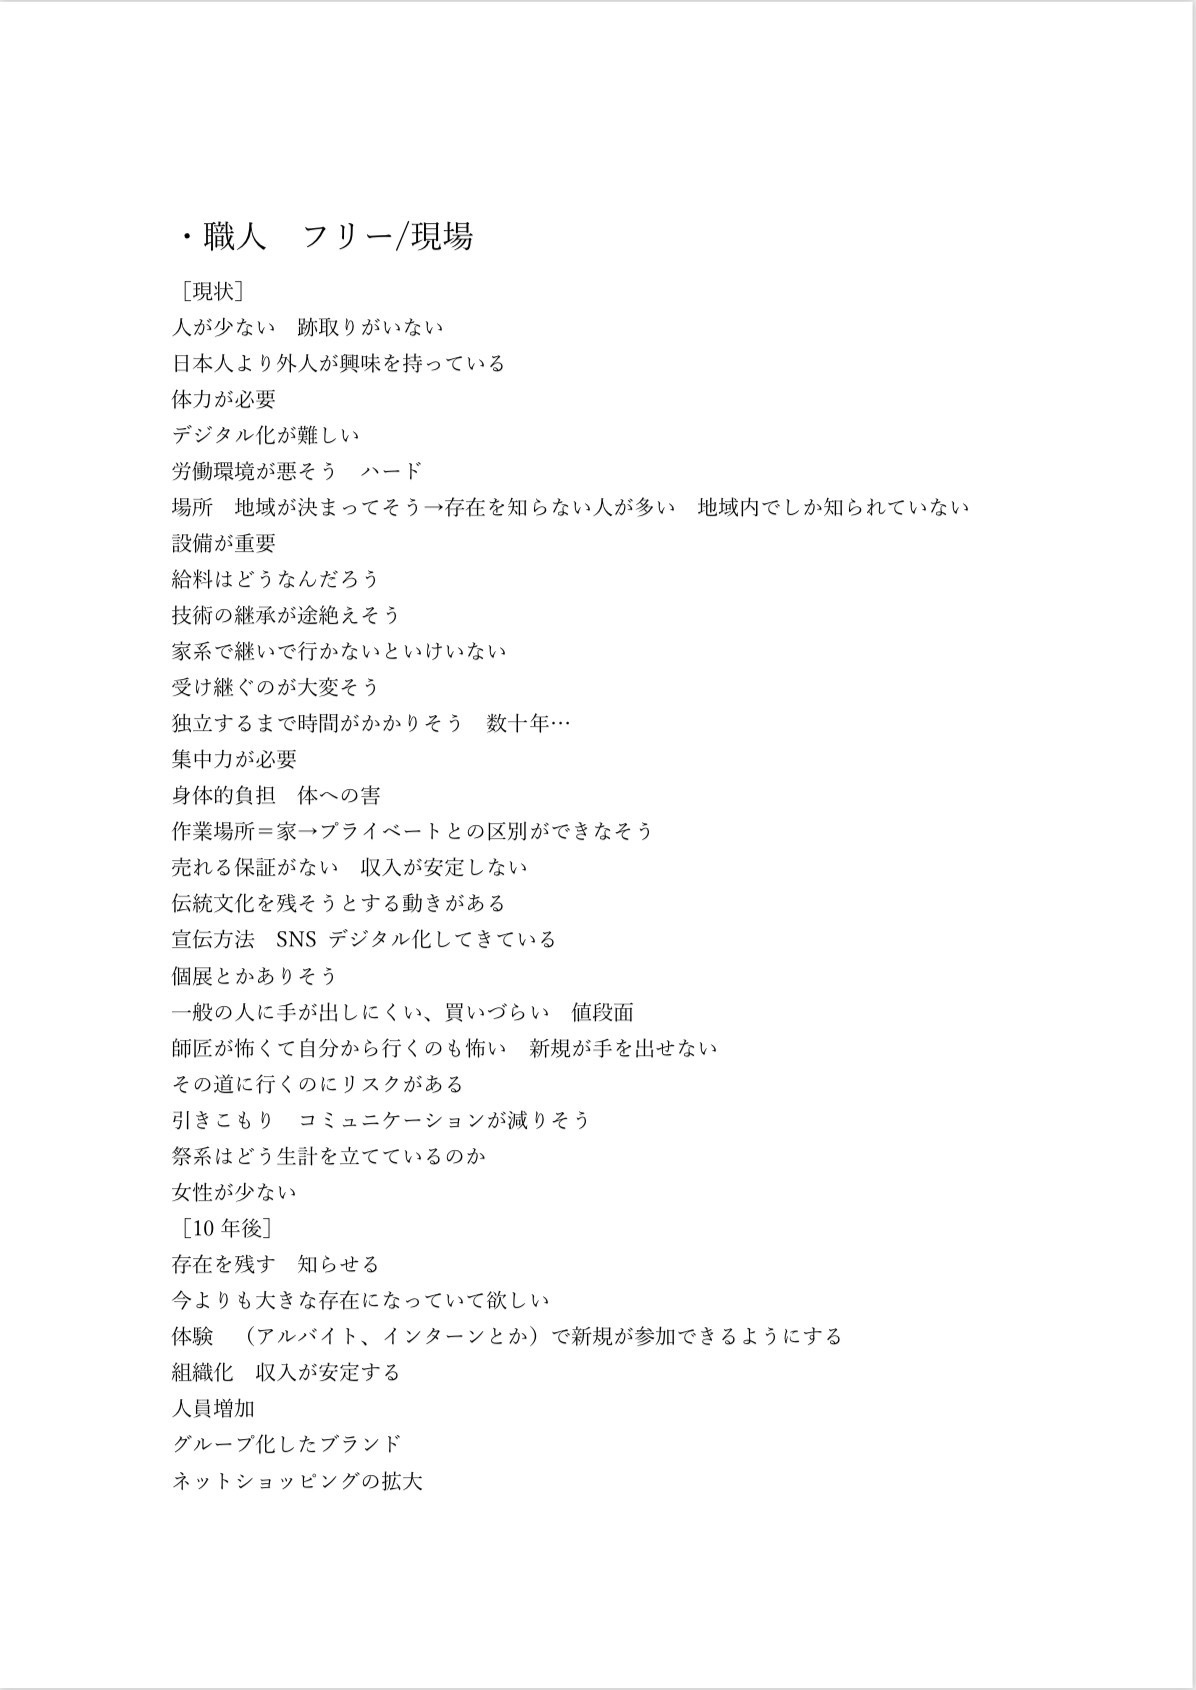 ・職人　フリー/現場
［現状］
人が少ない　跡取りがいない
日本人より外人が興味を持っている
体力が必要
デジタル化が難しい
労働環境が悪そう　ハード
場所　地域が決まってそう→存在を知らない人が多い　地域内でしか知られていない
設備が重要
給料はどうなんだろう
技術の継承が途絶えそう
家系で継いで行かないといけいない
受け継ぐのが大変そう
独立するまで時間がかかりそう　数十年…
集中力が必要
身体的負担　体への害
作業場所＝家→プライベートとの区別ができなそう
売れる保証がない　収入が安定しない
伝統文化を残そうとする動きがある
宣伝方法　SNS デジタル化してきている
個展とかありそう
一般の人に手が出しにくい、買いづらい　値段面
師匠が怖くて自分から行くのも怖い　新規が手を出せない
その道に行くのにリスクがある
引きこもり　コミュニケーションが減りそう
祭系はどう生計を立てているのか
女性が少ない
［10 年後］
存在を残す　知らせる
今よりも大きな存在になっていて欲しい
体験　（アルバイト、インターンとか）で新規が参加できるようにする
組織化　収入が安定する
人員増加
グループ化したブランド
ネットショッピングの拡大